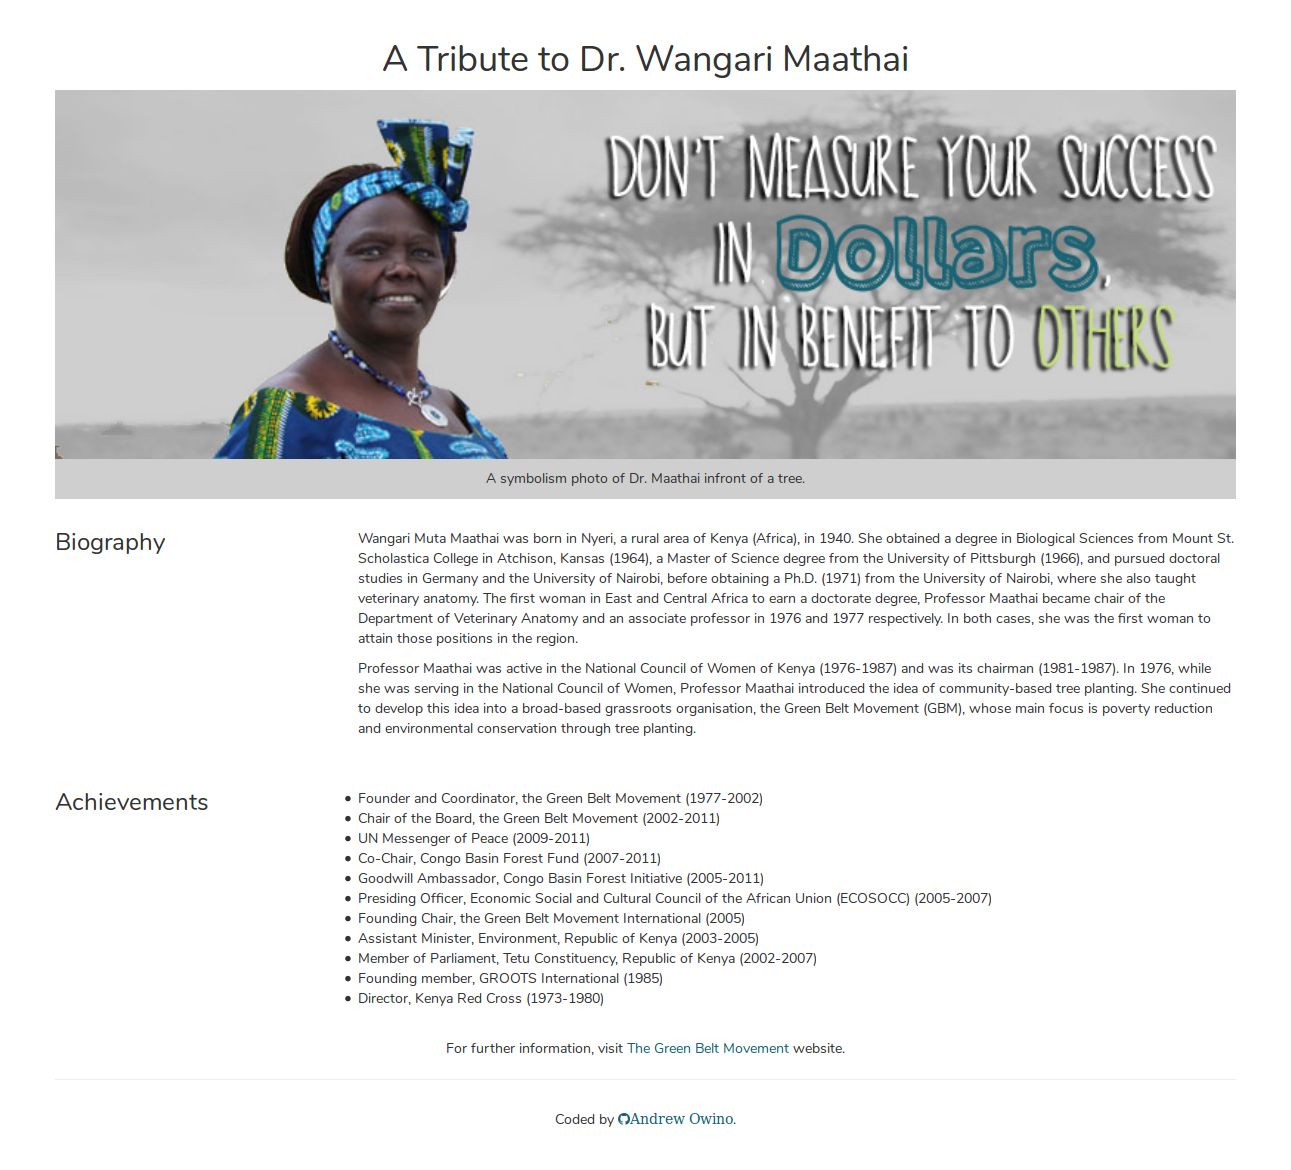 A Tribute to Dr. Wangari Maathai
DON'T MEASURE YOUR SUCCESS
IN Dollars,
BUT IN BENEFIT TO OTHERS
A symbolism photo of Dr. Maathai infront of a tree.
Biography
Wangari Muta Maathai was born in Nyeri, a rural area of Kenya (Africa), in 1940. She obtained a degree in Biological Sciences from Mount St.
Scholastica College in Atchison, Kansas (1964), a Master of Science degree from the University of Pittsburgh (1966), and pursued doctoral
studies in Germany and the University of Nairobi, before obtaining a Ph.D. (1971) from the University of Nairobi, where she also taught
veterinary anatomy. The first woman in East and Central Africa to earn a doctorate degree, Professor Maathai became chair of the
Department of Veterinary Anatomy and an associate professor in 1976 and 1977 respectively. In both cases, she was the first woman to
attain those positions in the region.
Professor Maathai was active in the National Council of Women of Kenya (1976-1987) and was its chairman (1981-1987). In 1976, while
she was serving in the National Council of Women, Professor Maathai introduced the idea of community-based tree planting. She continued
to develop this idea into a broad-based grassroots organisation, the Green Belt Movement (GBM), whose main focus is poverty reduction
and environmental conservation through tree planting.
Achievements
• Founder and Coordinator, the Green Belt Movement (1977-2002)
• Chair of the Board, the Green Belt Movement (2002-2011)
• UN Messenger of Peace (2009-2011)
• Co-Chair, Congo Basin Forest Fund (2007-2011)
• Goodwill Ambassador, Congo Basin Forest Initiative (2005-2011)
• Presiding Officer, Economic Social and Cultural Council of the African Union (ECOSOCC) (2005-2007)
• Founding Chair, the Green Belt Movement International (2005)
• Assistant Minister, Environment, Republic of Kenya (2003-2005)
• Member of Parliament, Tetu Constituency, Republic of Kenya (2002-2007)
• Founding member, GROOTS International (1985)
• Director, Kenya Red Cross (1973-1980)
For further information, visit The Green Belt Movement website.
Coded by Andrew Owino.